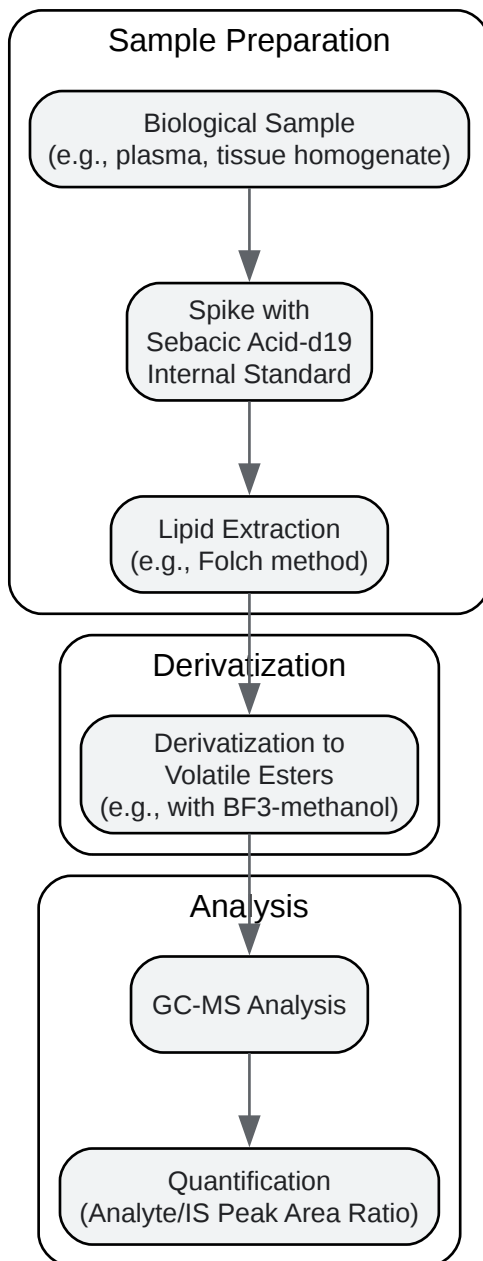 Sample Preparation
Biological Sample
(e.g., plasma, tissue homogenate)
Spike with
Sebacic Acid-d19
Internal Standard
Lipid Extraction
(e.g., Folch method)
Derivatization
Derivatization to
Volatile Esters
(e.g., with BF3-methanol)
Analysis
GC-MS Analysis
Quantification
(Analyte/IS Peak Area Ratio)